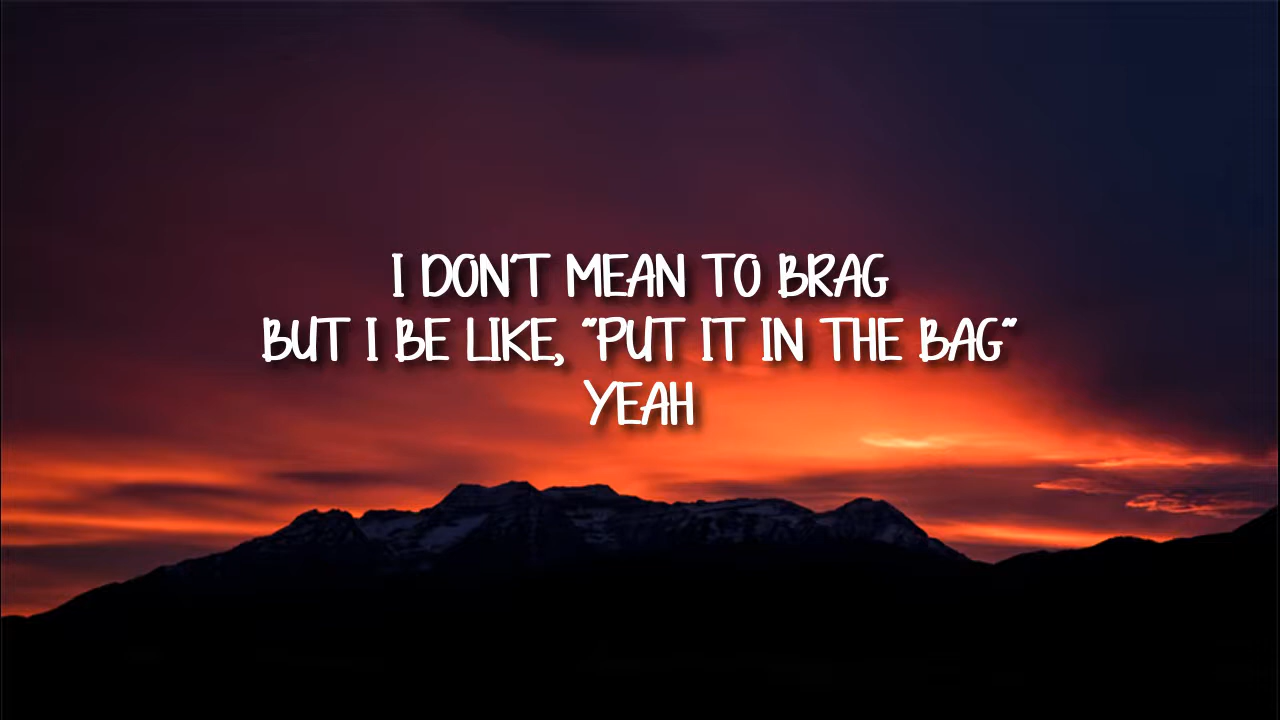 I DON'T MEAN TO BRAG
BUT I BE LIKE, "PUT IT IN THE BAG"
YEAH